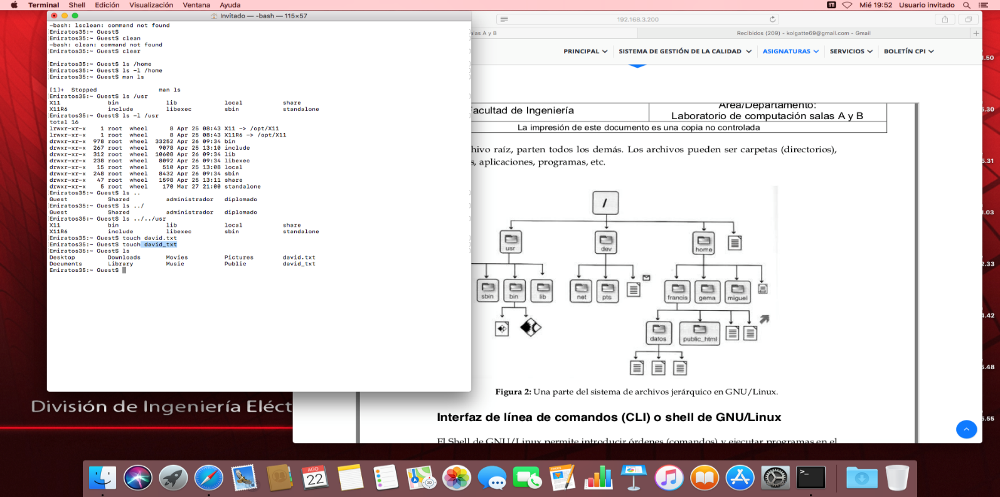 Terminal Shell Edición Visualización Ventana Ayuda
Mié 19:52 Usuario invitado
Invitado — -bash — 115×57
-bash: lsclean: command not found
[Emiratos35:~ Guest$
[Emiratos35:~ Guest$ clean
-bash: clean: command not found
[Emiratos35:~ Guest$ clear
[Emiratos35:~ Guest$ ls /home
[Emiratos35:~ Guest$ ls -l /home
[Emiratos35:~ Guest$ man ls
[1]+ Stopped man ls
[Emiratos35:~ Guest$ ls /usr
X11 bin lib local share
X11R6 include libexec sbin standalone
[Emiratos35:~ Guest$ ls -l /usr
total 16
lrwxr-xr-x 1 root wheel 8 Apr 25 08:43 X11 -> /opt/X11
lrwxr-xr-x 1 root wheel 8 Apr 25 08:43 X11R6 -> /opt/X11
drwxr-xr-x 978 root wheel 33252 Apr 26 09:34 bin
drwxr-xr-x 267 root wheel 9078 Apr 25 13:10 include
drwxr-xr-x 312 root wheel 10608 Apr 26 09:34 lib
drwxr-xr-x 238 root wheel 8092 Apr 26 09:34 libexec
drwxr-xr-x 15 root wheel 510 Apr 25 13:08 local
drwxr-xr-x 248 root wheel 8432 Apr 26 09:34 sbin
drwxr-xr-x 47 root wheel 1598 Apr 25 13:11 share
drwxr-xr-x 5 root wheel 170 Mar 27 21:00 standalone
[Emiratos35:~ Guest$ ls ..
Guest Shared administrador diplomado
[Emiratos35:~ Guest$ ls ../
Guest Shared administrador diplomado
[Emiratos35:~ Guest$ ls ../../usr
X11 bin lib local share
X11R6 include libexec sbin standalone
[Emiratos35:~ Guest$ touch david.txt
[Emiratos35:~ Guest$ touch david_txt
[Emiratos35:~ Guest$ ls
Desktop Downloads Movies Pictures david.txt
Documents Library Music Public david_txt
Emiratos35:~ Guest$
192.168.3.200
alas A y B
Recibidos (209) - koigatte69@gmail.com - Gmail
PRINCIPAL SISTEMA DE GESTIÓN DE LA CALIDAD ASIGNATURAS SERVICIOS BOLETÍN CPI
acultad de Ingeniería
Área/Departamento:
Laboratorio de computación salas A y B
La impresión de este documento es una copia no controlada
hivo raíz, parten todos los demás. Los archivos pueden ser carpetas (directorios),
s, aplicaciones, programas, etc.
/
usr dev home
sbin bin lib net pts francis gema miguel
datos public_html
Figura 2: Una parte del sistema de archivos jerárquico en GNU/Linux.
Interfaz de línea de comandos (CLI) o shell de GNU/Linux
El Shell de GNU/Linux permite introducir órdenes (comandos) y ejecutar programas en el
División de Ingeniería Eléct
.50
5.30
5.31
.03
2.33
.42
5.48
5.55
AGO
22